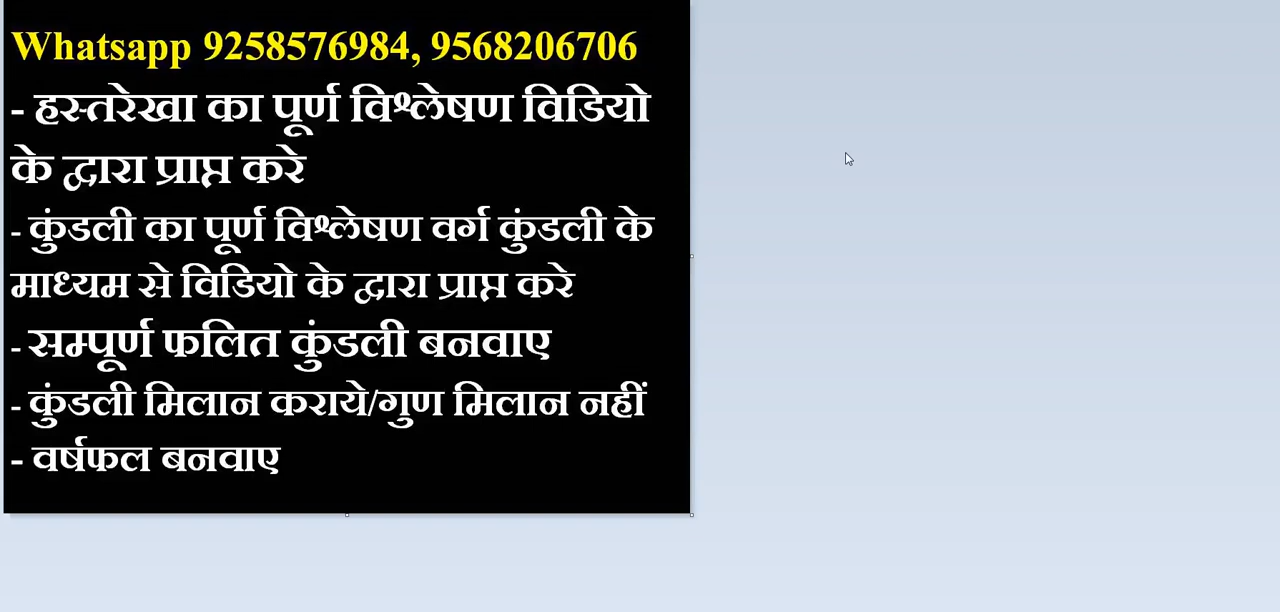 Whatsapp 9258576984, 9568206706
- हस्तरेखा का पूर्ण विश्लेषण विडियो
के द्वारा प्राप्त करे
- कुंडली का पूर्ण विश्लेषण वर्ग कुंडली के
माध्यम से विडियो के द्वारा प्राप्त करे
- सम्पूर्ण फलित कुंडली बनवाए
- कुंडली मिलान कराये/गुण मिलान नहीं
- वर्षफल बनवाए